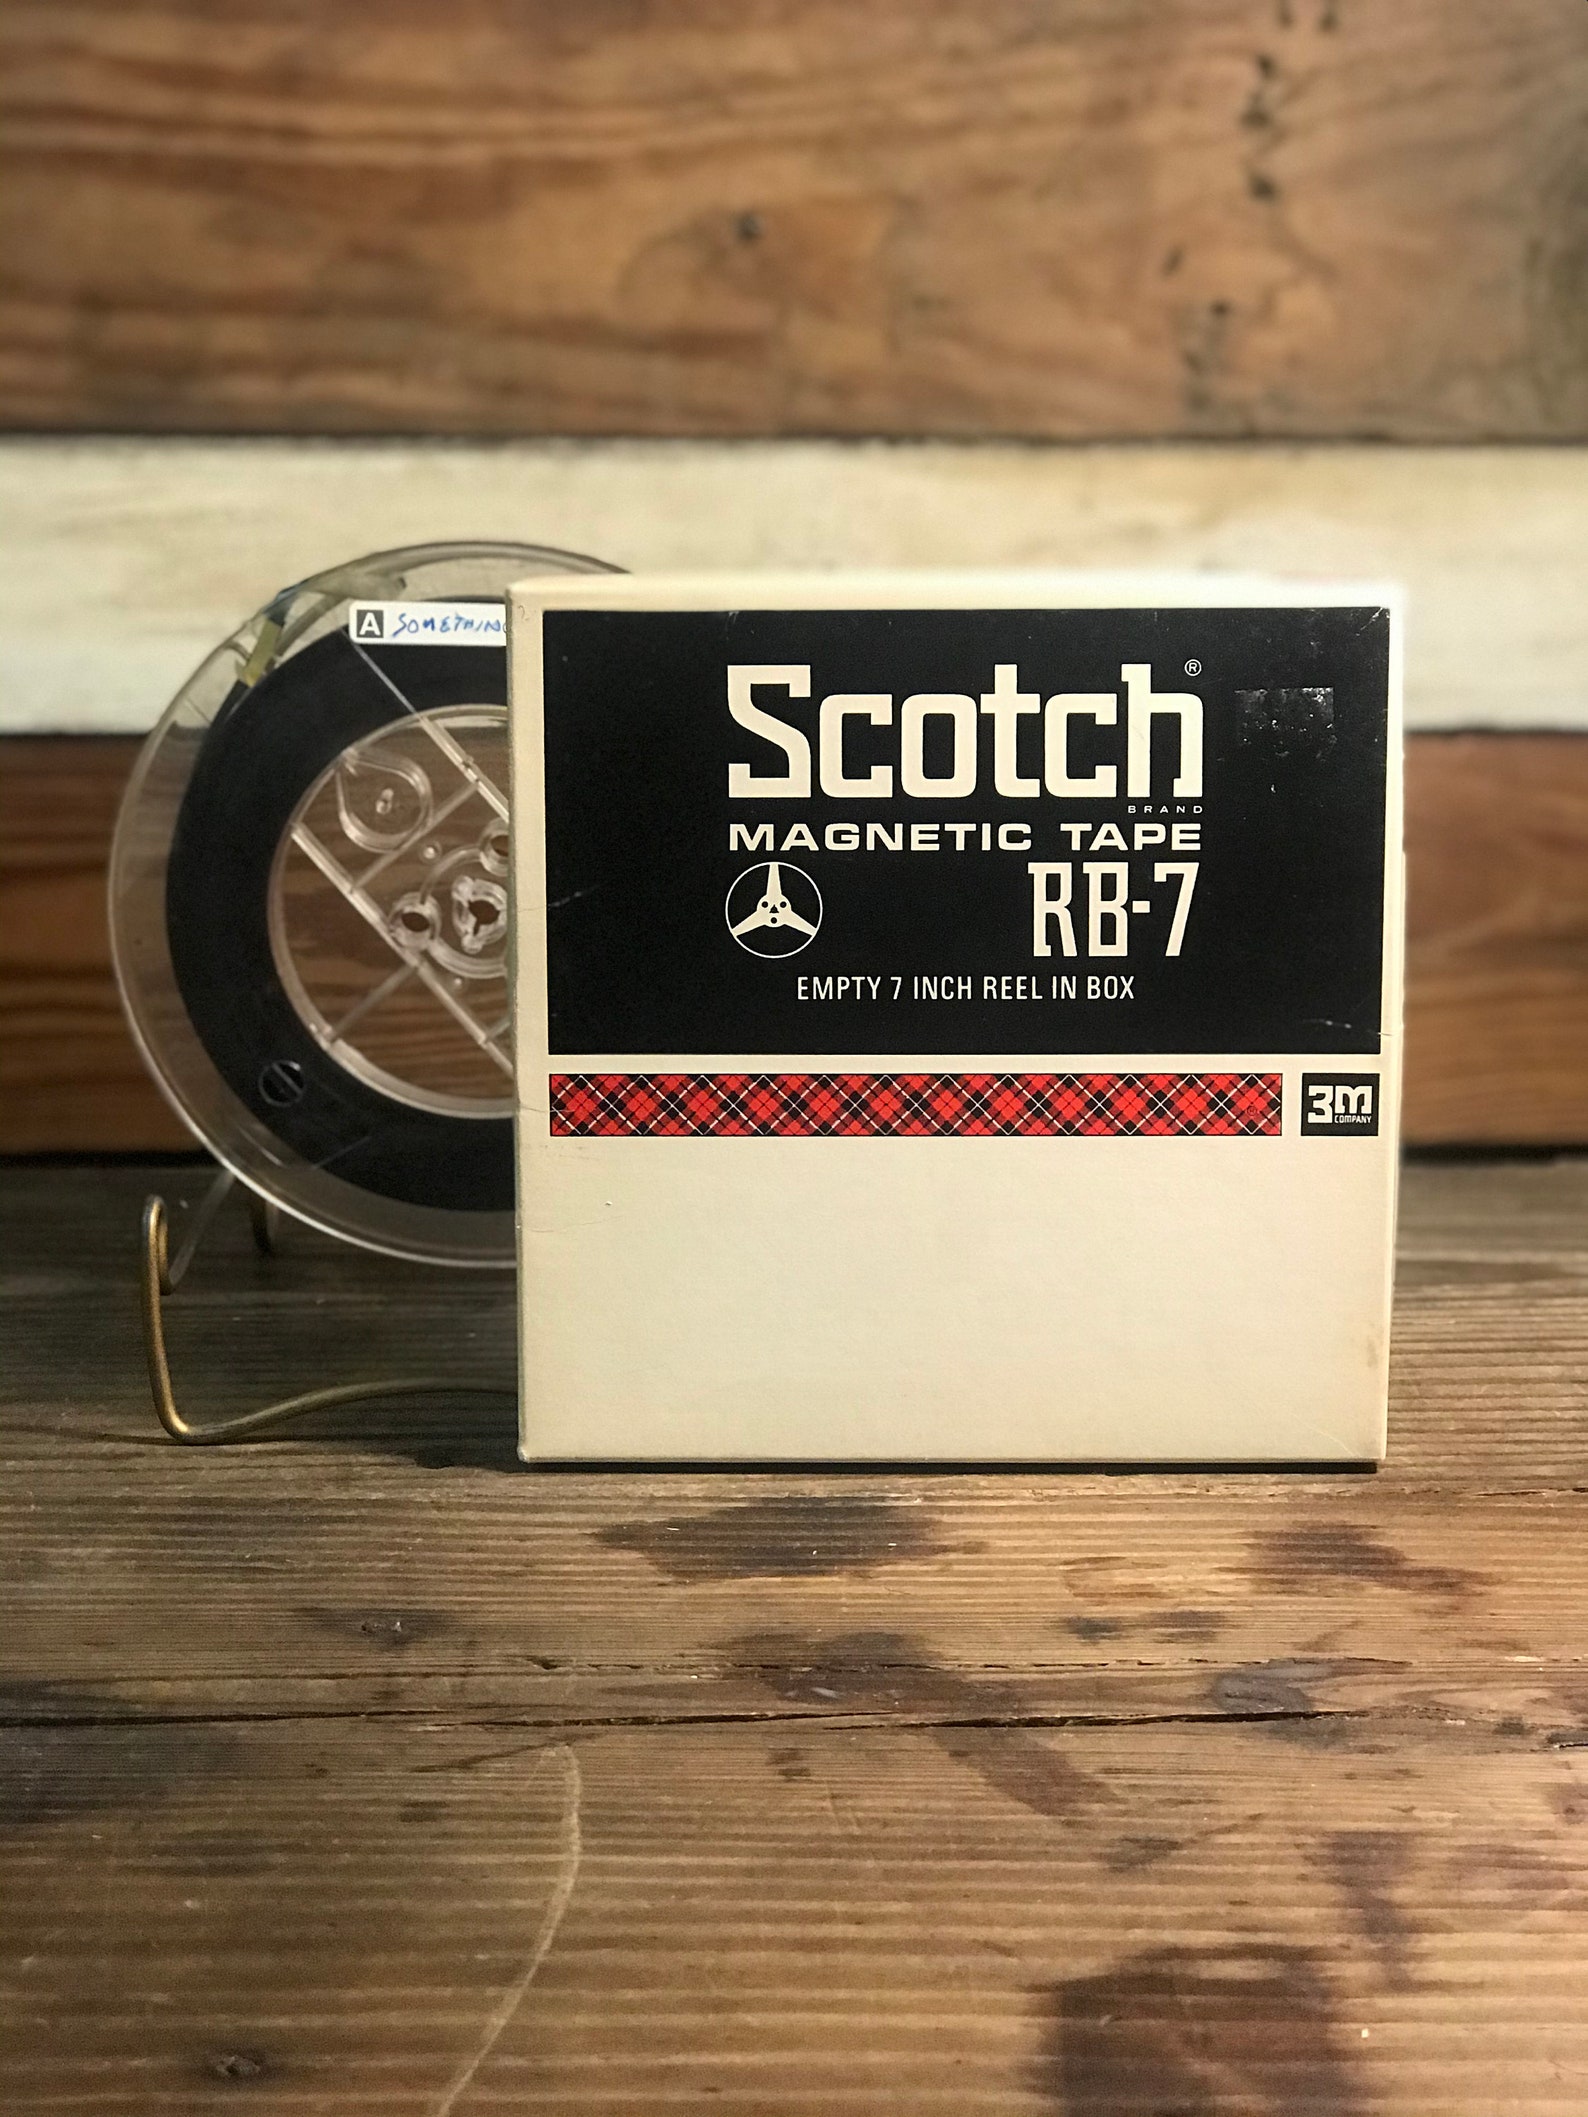 A SOMETHING
Scotch ®
BRAND
MAGNETIC TAPE
RB-7
EMPTY 7 INCH REEL IN BOX
3M
COMPANY